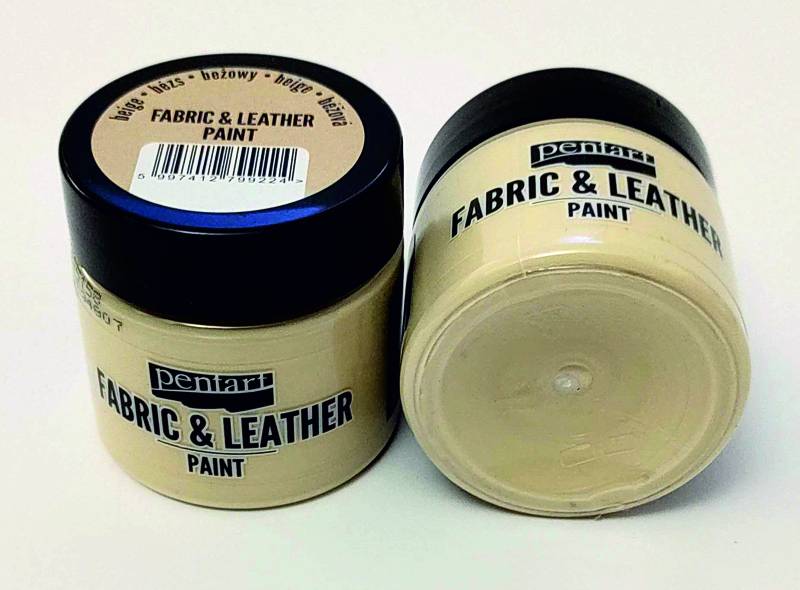 beige • bézs • beżowy • beige • béžová
FABRIC & LEATHER
PAINT
5 997412 799224 >
pentart
FABRIC & LEATHER
PAINT
pentart
FABRIC & LEATHER
PAINT